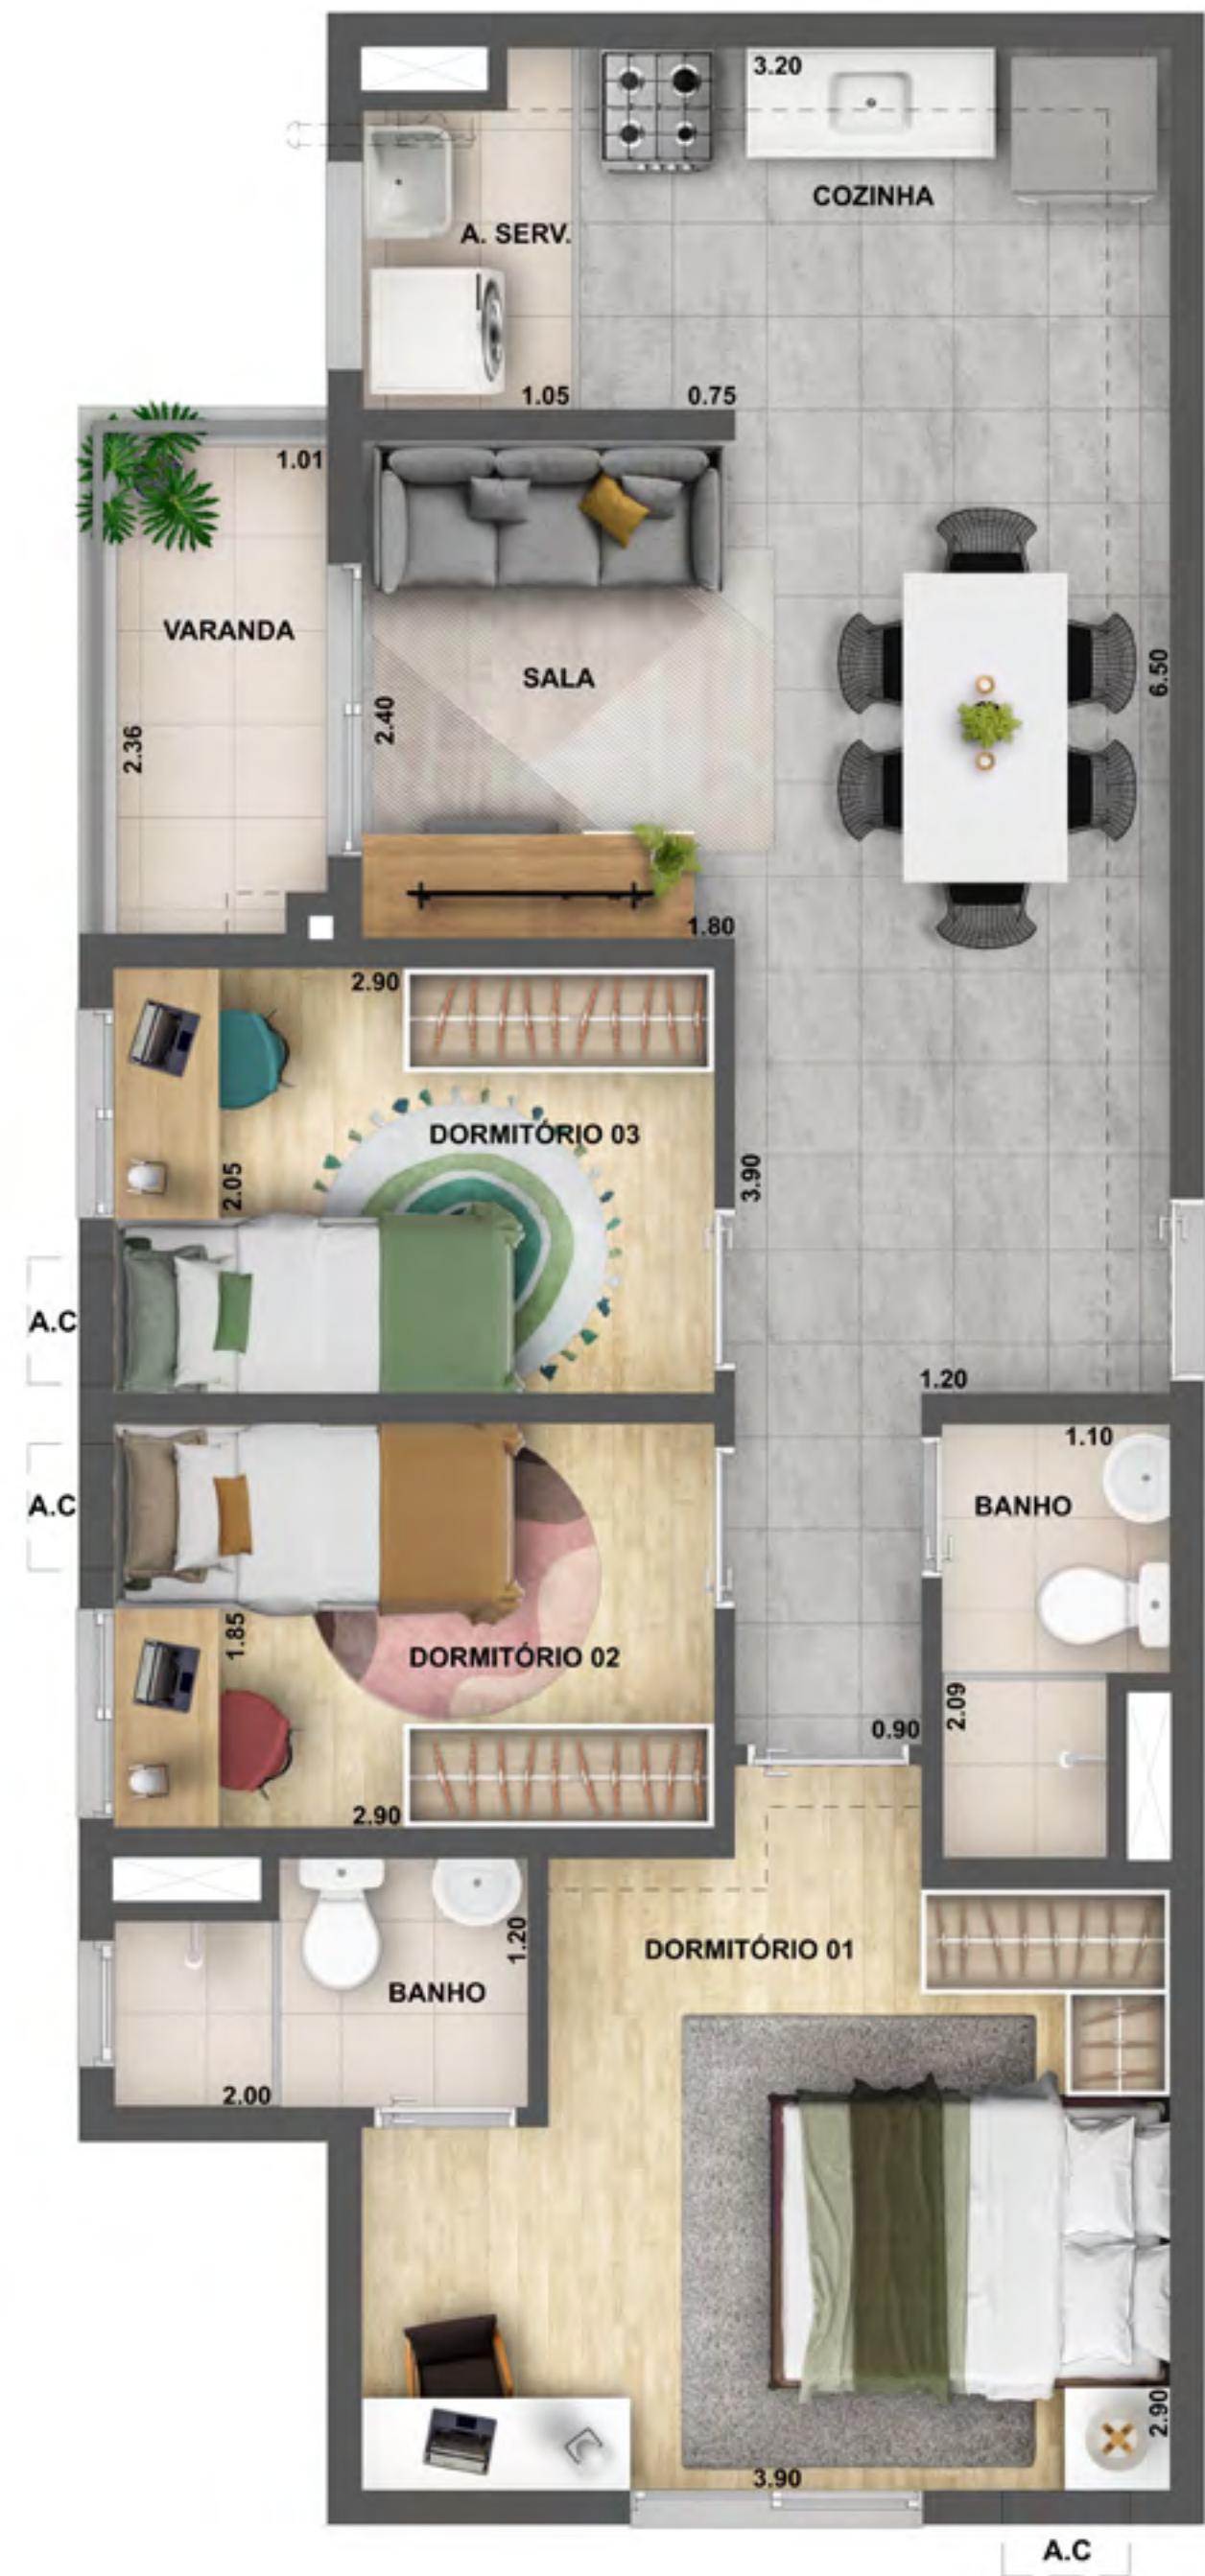 3.20
COZINHA
A. SERV.
1.05
0.75
1.01
VARANDA
SALA
2.36
2.40
6.50
1.80
2.90
DORMITÓRIO 03
2.05
3.90
A.C
1.20
1.10
A.C
BANHO
1.85
DORMITÓRIO 02
2.09
0.90
2.90
1.20
DORMITÓRIO 01
BANHO
2.00
2.90
3.90
A.C